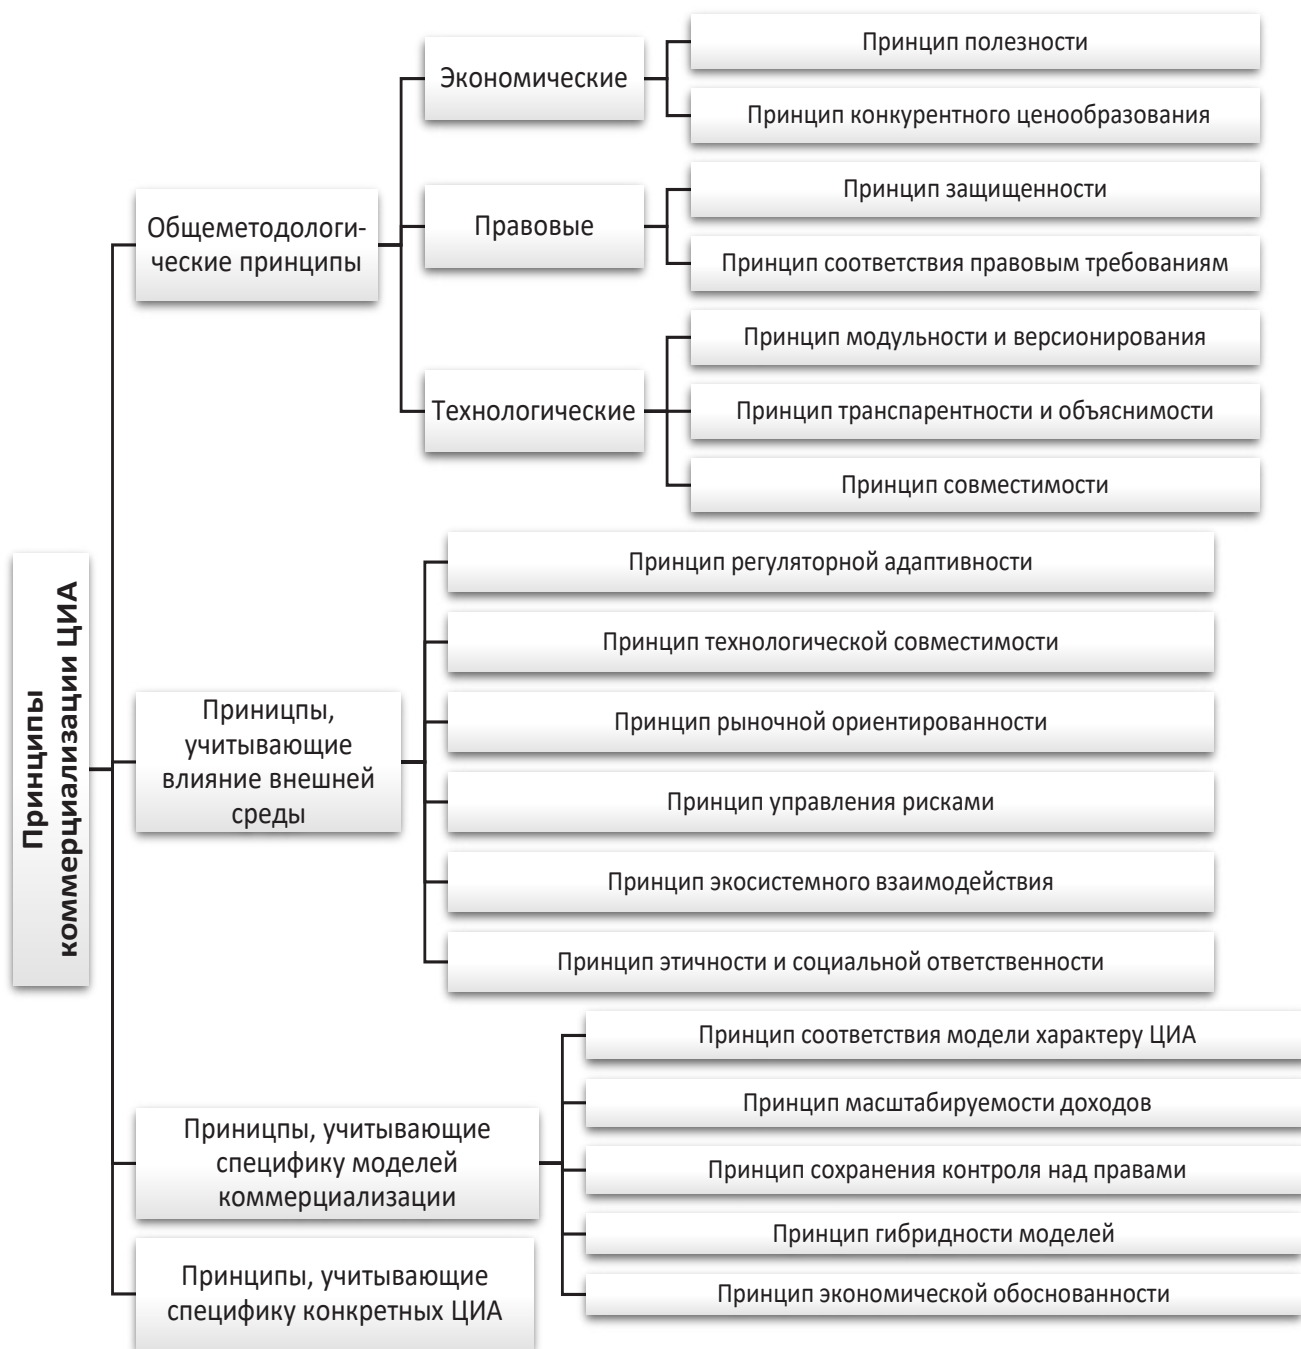 Принципы
коммерциализации ЦИА
Общеметодологи-
ческие принципы
Экономические
Принцип полезности
Принцип конкурентного ценообразования
Правовые
Принцип защищенности
Принцип соответствия правовым требованиям
Технологические
Принцип модульности и версионирования
Принцип транспарентности и объяснимости
Принцип совместимости
Приницпы,
учитывающие
влияние внешней
среды
Принцип регуляторной адаптивности
Принцип технологической совместимости
Принцип рыночной ориентированности
Принцип управления рисками
Принцип экосистемного взаимодействия
Принцип этичности и социальной ответственности
Приницпы, учитывающие
специфику моделей
коммерциализации
Принцип соответствия модели характеру ЦИА
Принцип масштабируемости доходов
Принцип сохранения контроля над правами
Принцип гибридности моделей
Принцип экономической обоснованности
Принципы, учитывающие
специфику конкретных ЦИА